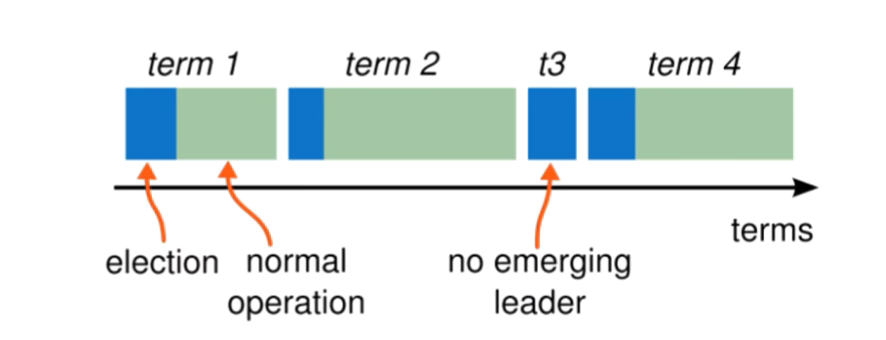 term 1
term 2
t3
term 4
terms
election
normal
operation
no emerging
leader